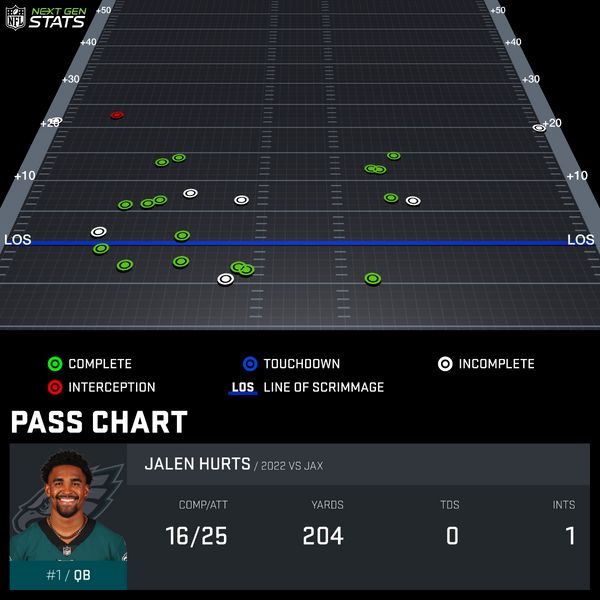 NFL NEXT GEN STATS
+50 +50
+40 +40
+30 +30
+20 +20
+10 +10
LOS LOS
COMPLETE TOUCHDOWN INCOMPLETE
INTERCEPTION LOS LINE OF SCRIMMAGE
PASS CHART
JALEN HURTS / 2022 VS JAX
COMP/ATT YARDS TDS INTS
16/25 204 0 1
#1 / QB